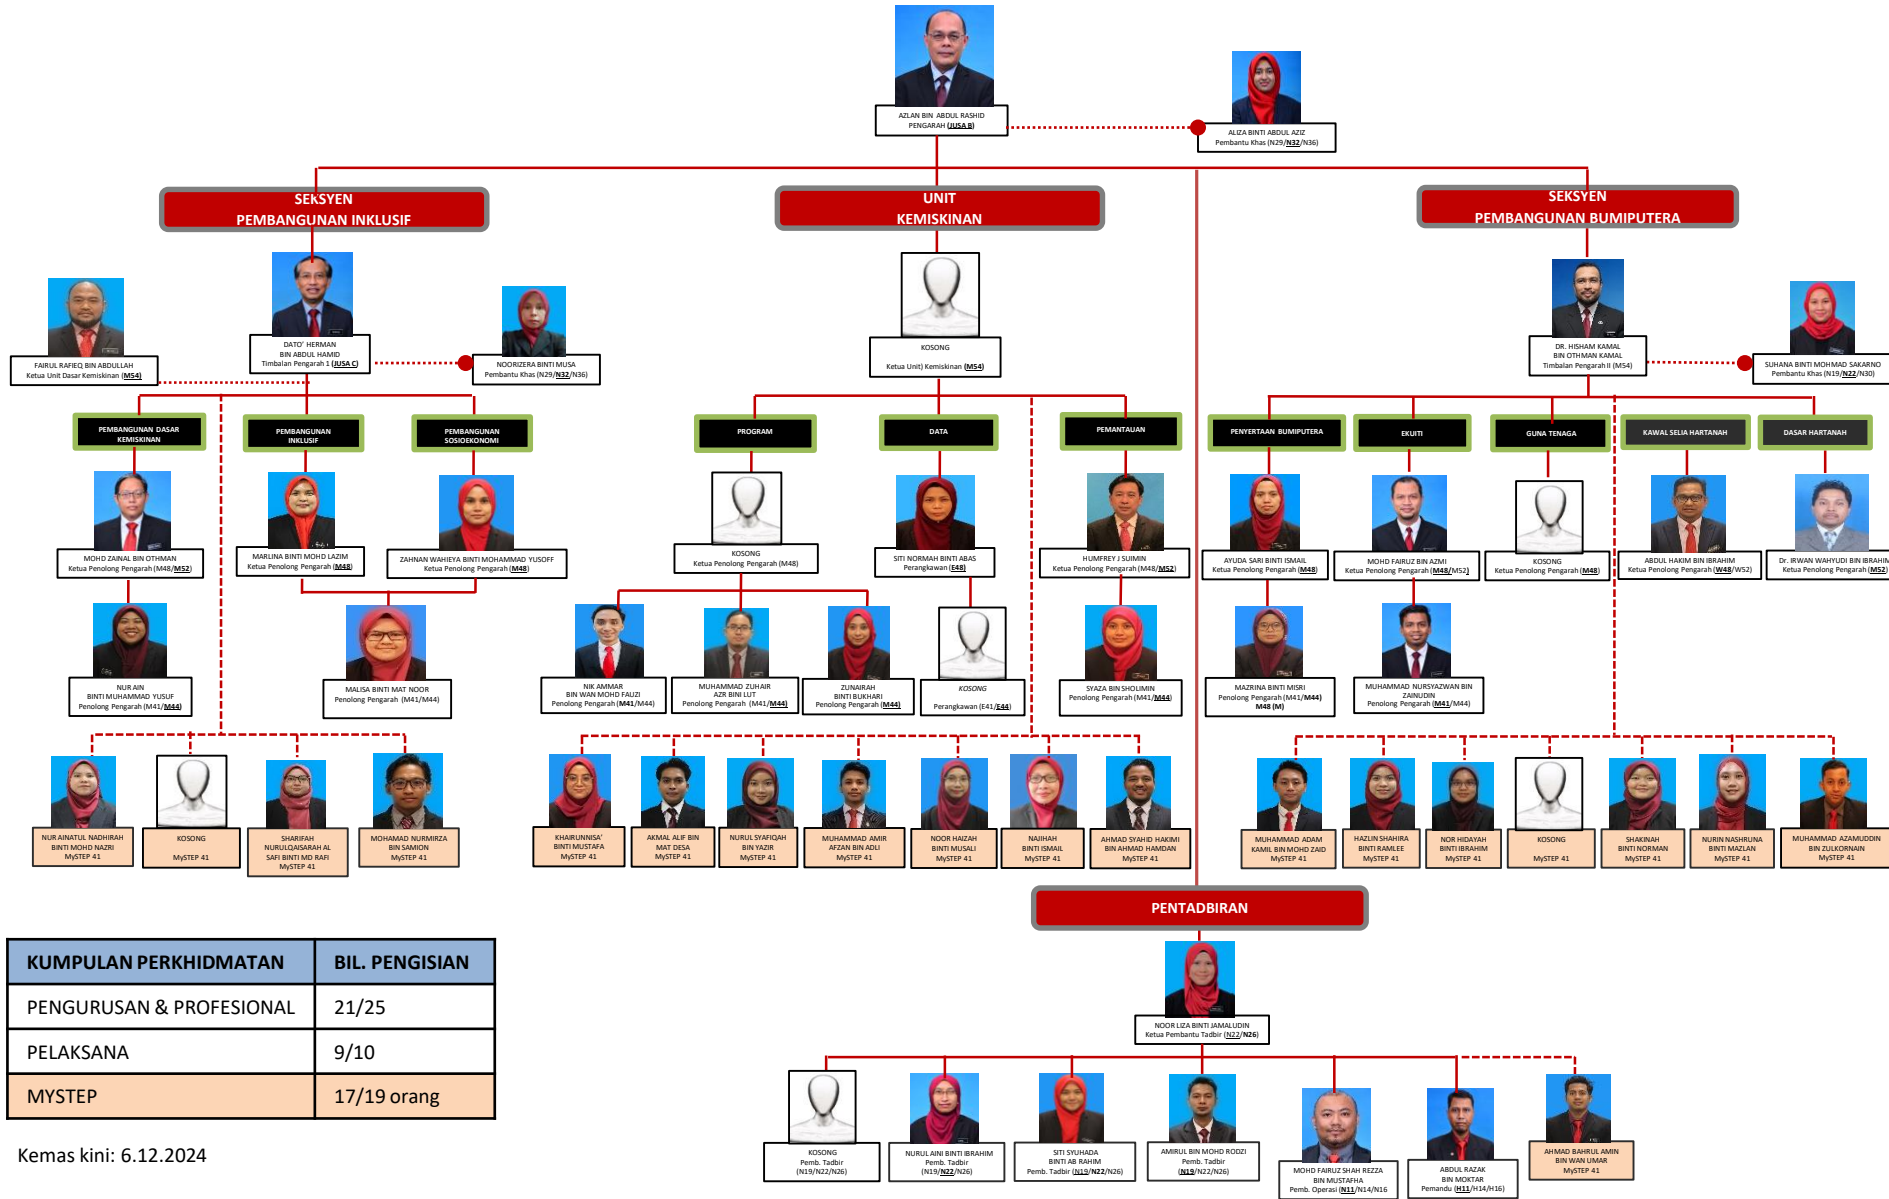 AZLAN BIN ABDUL RASHID
PENGARAH (JUSA B)
ALIZA BINTI ABDUL AZIZ
Pembantu Khas (N29/N32/N36)
SEKSYEN
PEMBANGUNAN INKLUSIF
UNIT
KEMISKINAN
SEKSYEN
PEMBANGUNAN BUMIPUTERA
FAIRUL RAFIEQ BIN ABDULLAH
Ketua Unit Dasar Kemiskinan (M54)
DATO' HERMAN
BIN ABDUL HAMID
Timbalan Pengarah 1 (JUSA C)
NOORIZERA BINTI MUSA
Pembantu Khas (N29/N32/N36)
KOSONG
Ketua Unit) Kemiskinan (M54)
DR. HISHAM KAMAL
BIN OTHMAN KAMAL
Timbalan Pengarah II (M54)
SUHANA BINTI MOHMAD SAKARNO
Pembantu Khas (N19/N22/N30)
PEMBANGUNAN DASAR
KEMISKINAN
PEMBANGUNAN
INKLUSIF
PEMBANGUNAN
SOSIOEKONOMI
PROGRAM
DATA
PEMANTAUAN
PENYERTAAN BUMIPUTERA
EKUITI
GUNA TENAGA
KAWAL SELIA HARTANAH
DASAR HARTANAH
MOHD ZAINAL BIN OTHMAN
Ketua Penolong Pengarah (M48/M52)
MARLINA BINTI MOHD LAZIM
Ketua Penolong Pengarah (M48)
ZAHNAN WAHIEYA BINTI MOHAMMAD YUSOFF
Ketua Penolong Pengarah (M48)
KOSONG
Ketua Penolong Pengarah (M48)
SITI NORMAH BINTI ABAS
Perangkawan (E48)
HUMFREY J SUIMIN
Ketua Penolong Pengarah (M48/M52)
AYUDA SARI BINTI ISMAIL
Ketua Penolong Pengarah (M48)
MOHD FAIRUZ BIN AZMI
Ketua Penolong Pengarah (M48/M52)
KOSONG
Ketua Penolong Pengarah (M48)
ABDUL HAKIM BIN IBRAHIM
Ketua Penolong Pengarah (W48/W52)
Dr. IRWAN WAHYUDI BIN IBRAHIM
Ketua Penolong Pengarah (M52)
NUR AIN
BINTI MUHAMMAD YUSUF
Penolong Pengarah (M41/M44)
MALISA BINTI MAT NOOR
Penolong Pengarah (M41/M44)
NIK AMMAR
BIN WAN MOHD FAUZI
Penolong Pengarah (M41/M44)
MUHAMMAD ZUHAIR
AZR BINI LUT
Penolong Pengarah (M41/M44)
ZUNAIRAH
BINTI BUKHARI
Penolong Pengarah (M44)
KOSONG
Perangkawan (E41/E44)
SYAZA BIN SHOLIMIN
Penolong Pengarah (M41/M44)
MAZRINA BINTI MISRI
Penolong Pengarah (M41/M44)
M48 (M)
MUHAMMAD NURSYAZWAN BIN
ZAINUDIN
Penolong Pengarah (M41/M44)
NUR AINATUL NADHIRAH
BINTI MOHD NAZRI
MySTEP 41
KOSONG
MySTEP 41
SHARIFAH
NURULQAISARAH AL
SAFI BINTI MD RAFI
MySTEP 41
MOHAMAD NURMIRZA
BIN SAMION
MySTEP 41
KHAIRUNNISA'
BINTI MUSTAFA
MySTEP 41
AKMAL ALIF BIN
MAT DESA
MySTEP 41
NURUL SYAFIQAH
BIN YAZIR
MySTEP 41
MUHAMMAD AMIR
AFZAN BIN ADLI
MySTEP 41
NOOR HAIZAH
BINTI MUSALI
MySTEP 41
NAJIHAH
BINTI ISMAIL
MySTEP 41
AHMAD SYAHID HAKIMI
BIN AHMAD HAMDAN
MySTEP 41
MUHAMMAD ADAM
KAMIL BIN MOHD ZAID
MySTEP 41
HAZLIN SHAHIRA
BINTI RAMLEE
MySTEP 41
NOR HIDAYAH
BINTI IBRAHIM
MySTEP 41
KOSONG
MySTEP 41
SHAKINAH
BINTI NORMAN
MySTEP 41
NURIN NASHRUNA
BINTI MAZLAN
MySTEP 41
MUHAMMAD AZAMUDDIN
BIN ZULKORNAIN
MySTEP 41
PENTADBIRAN
NOOR LIZA BINTI JAMALUDIN
Ketua Pembantu Tadbir (N22/N26)
KOSONG
Pemb. Tadbir
(N19/N22/N26)
NURUL AINI BINTI IBRAHIM
Pemb. Tadbir
(N19/N22/N26)
SITI SYUHADA
BINTI AB RAHIM
Pemb. Tadbir (N19/N22/N26)
AMIRUL BIN MOHD RODZI
Pemb. Tadbir
(N19/N22/N26)
MOHD FAIRUZ SHAH REZZA
BIN MUSTAFHA
Pemb. Operasi (N11/N14/N16
ABDUL RAZAK
BIN MOKTAR
Pemandu (H11/H14/H16)
AHMAD BAHRUL AMIN
BIN WAN UMAR
MySTEP 41
KUMPULAN PERKHIDMATAN BIL. PENGISIAN
PENGURUSAN & PROFESIONAL 21/25
PELAKSANA 9/10
MYSTEP 17/19 orang
Kemas kini: 6.12.2024